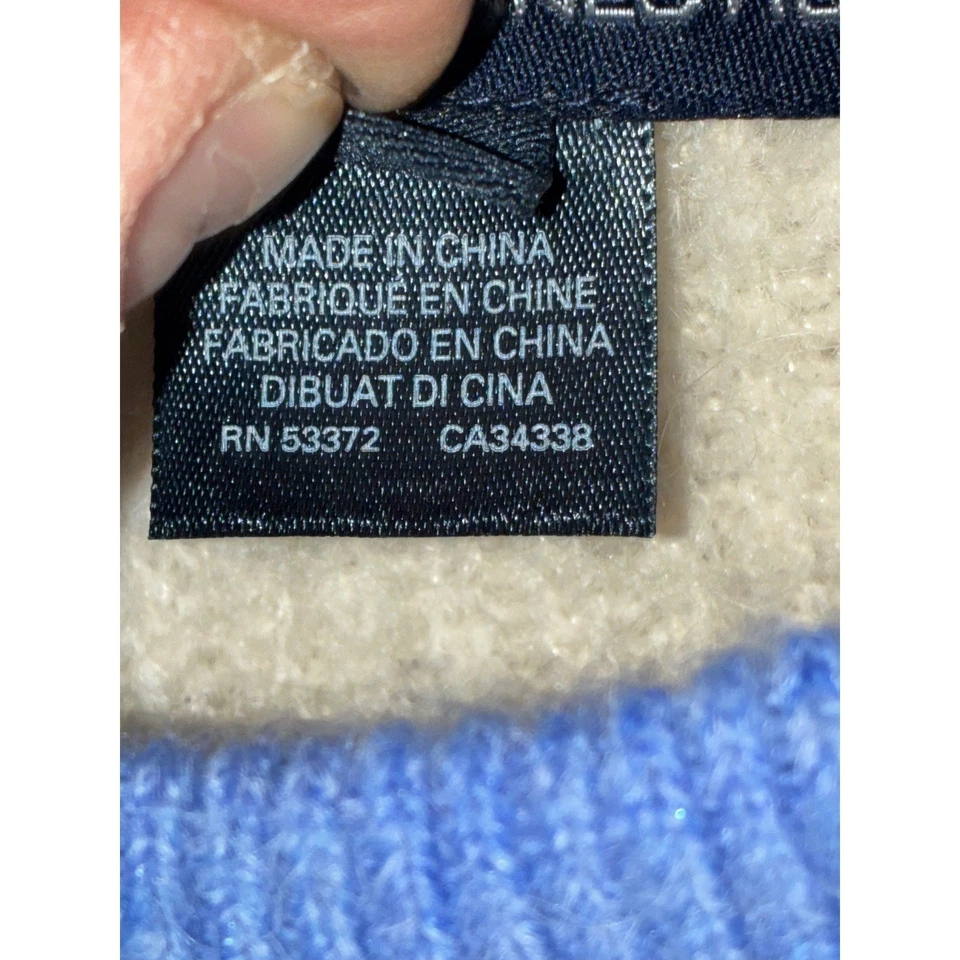 MADE IN CHINA
FABRIQUÉ EN CHINE
FABRICADO EN CHINA
DIBUAT DI CINA
RN 53372 CA34338